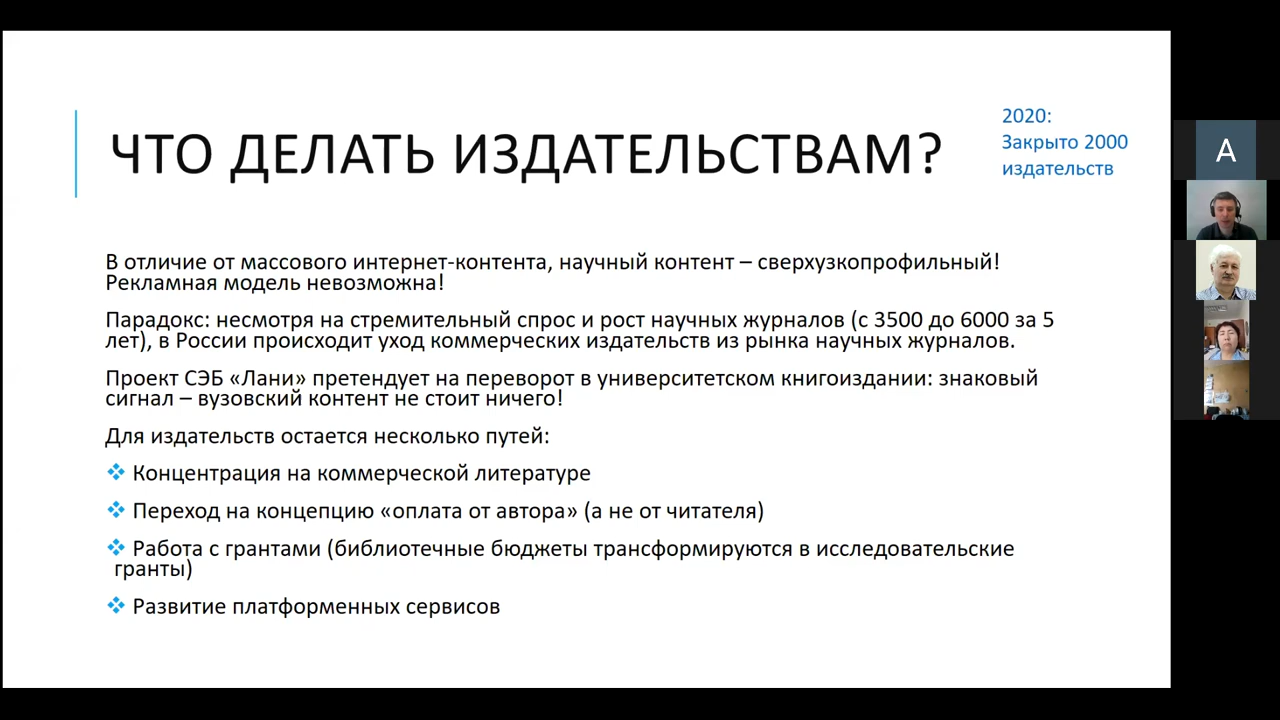 ЧТО ДЕЛАТЬ ИЗДАТЕЛЬСТВАМ?
2020:
Закрыто 2000
издательств
В отличие от массового интернет-контента, научный контент – сверхузкопрофильный!
Рекламная модель невозможна!
Парадокс: несмотря на стремительный спрос и рост научных журналов (с 3500 до 6000 за 5
лет), в России происходит уход коммерческих издательств из рынка научных журналов.
Проект СЭБ «Лани» претендует на переворот в университетском книгоиздании: знаковый
сигнал – вузовский контент не стоит ничего!
Для издательств остается несколько путей:
❖ Концентрация на коммерческой литературе
❖ Переход на концепцию «оплата от автора» (а не от читателя)
❖ Работа с грантами (библиотечные бюджеты трансформируются в исследовательские
гранты)
❖ Развитие платформенных сервисов
A